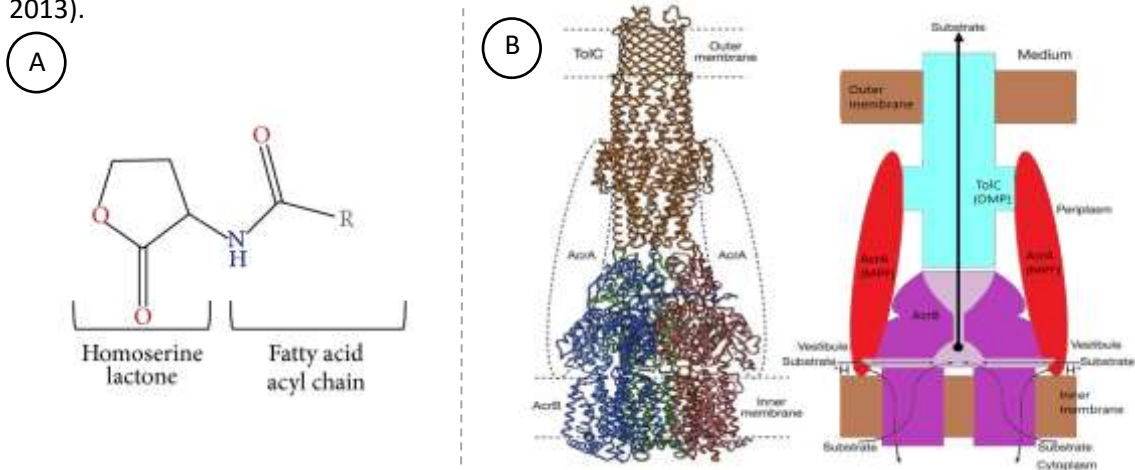 2013).
A
O
O
O
N
H
R
Homoserine
lactone
Fatty acid
acyl chain
B
TolC
Outer
membrane
AcrA
AcrA
AcrB
Inner
membrane
Substrate
Medium
Outer
membrane
TolC
(OMP)
Periplasm
AcrA
(MFP)
AcrA
(MFP)
AcrB
Vestibule
Vestibule
Substrate
Substrate
H
H
Inner
membrane
Substrate
Substrate
Cytoplasm